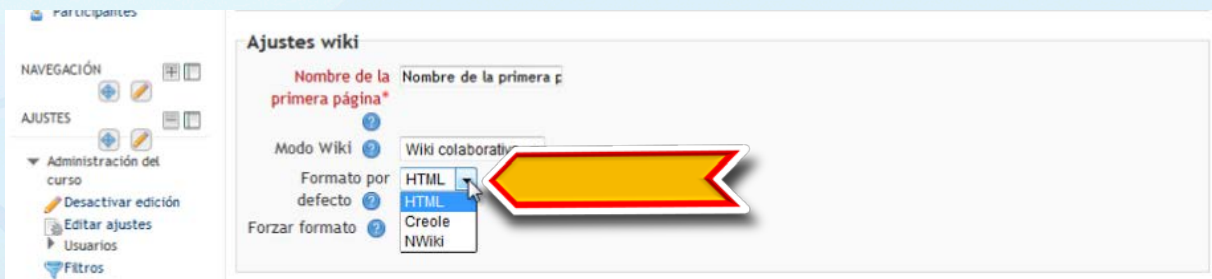 Participantes
NAVEGACIÓN
AJUSTES
Administración del
curso
Desactivar edición
Editar ajustes
Usuarios
Filtros
Ajustes wiki
Nombre de la
primera página*
Nombre de la primera p
Modo Wiki
Wiki colaborativo
Formato por
defecto
HTML
HTML
Creole
NWiki
Forzar formato